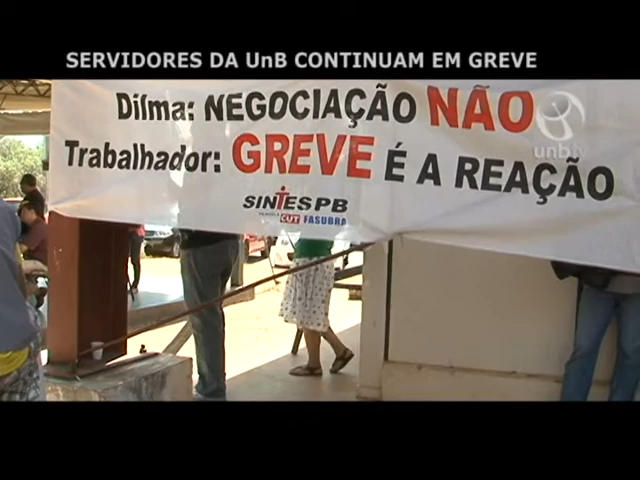 SERVIDORES DA UnB CONTINUAM EM GREVE
Dilma: NEGOCIAÇÃO NÃO
Trabalhador: GREVE É A REAÇÃO
unbtv
SINTESPB
CUT FASUBRA